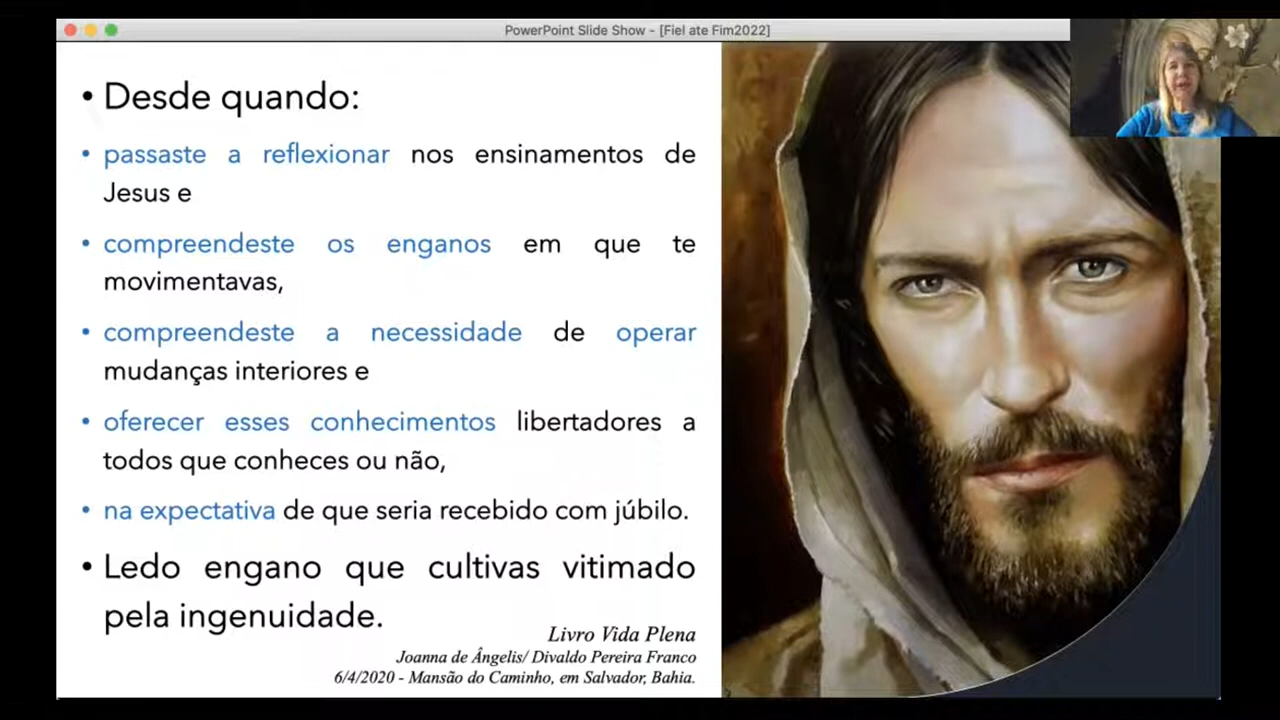 PowerPoint Slide Show - [Fiel ate Fim2022]
• Desde quando:
• passaste a reflexionar nos ensinamentos de
Jesus e
• compreendeste os enganos em que te
movimentavas,
• compreendeste a necessidade de operar
mudanças interiores e
• oferecer esses conhecimentos libertadores a
todos que conheces ou não,
• na expectativa de que seria recebido com júbilo.
• Ledo engano que cultivas vitimado
pela ingenuidade.
Livro Vida Plena
Joanna de Ângelis/ Divaldo Pereira Franco
6/4/2020 - Mansão do Caminho, em Salvador, Bahia.